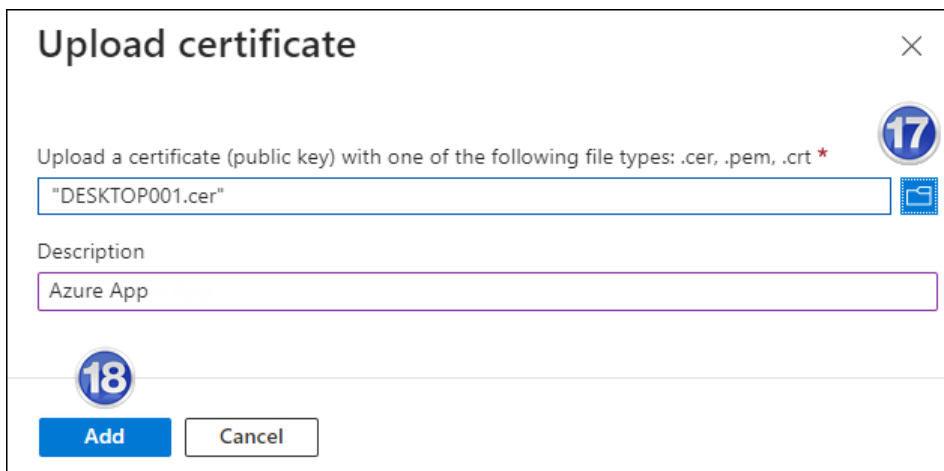 Upload certificate
17
Upload a certificate (public key) with one of the following file types: .cer, .pem, .crt *
"DESKTOP001.cer"
Description
Azure App
18
Add Cancel